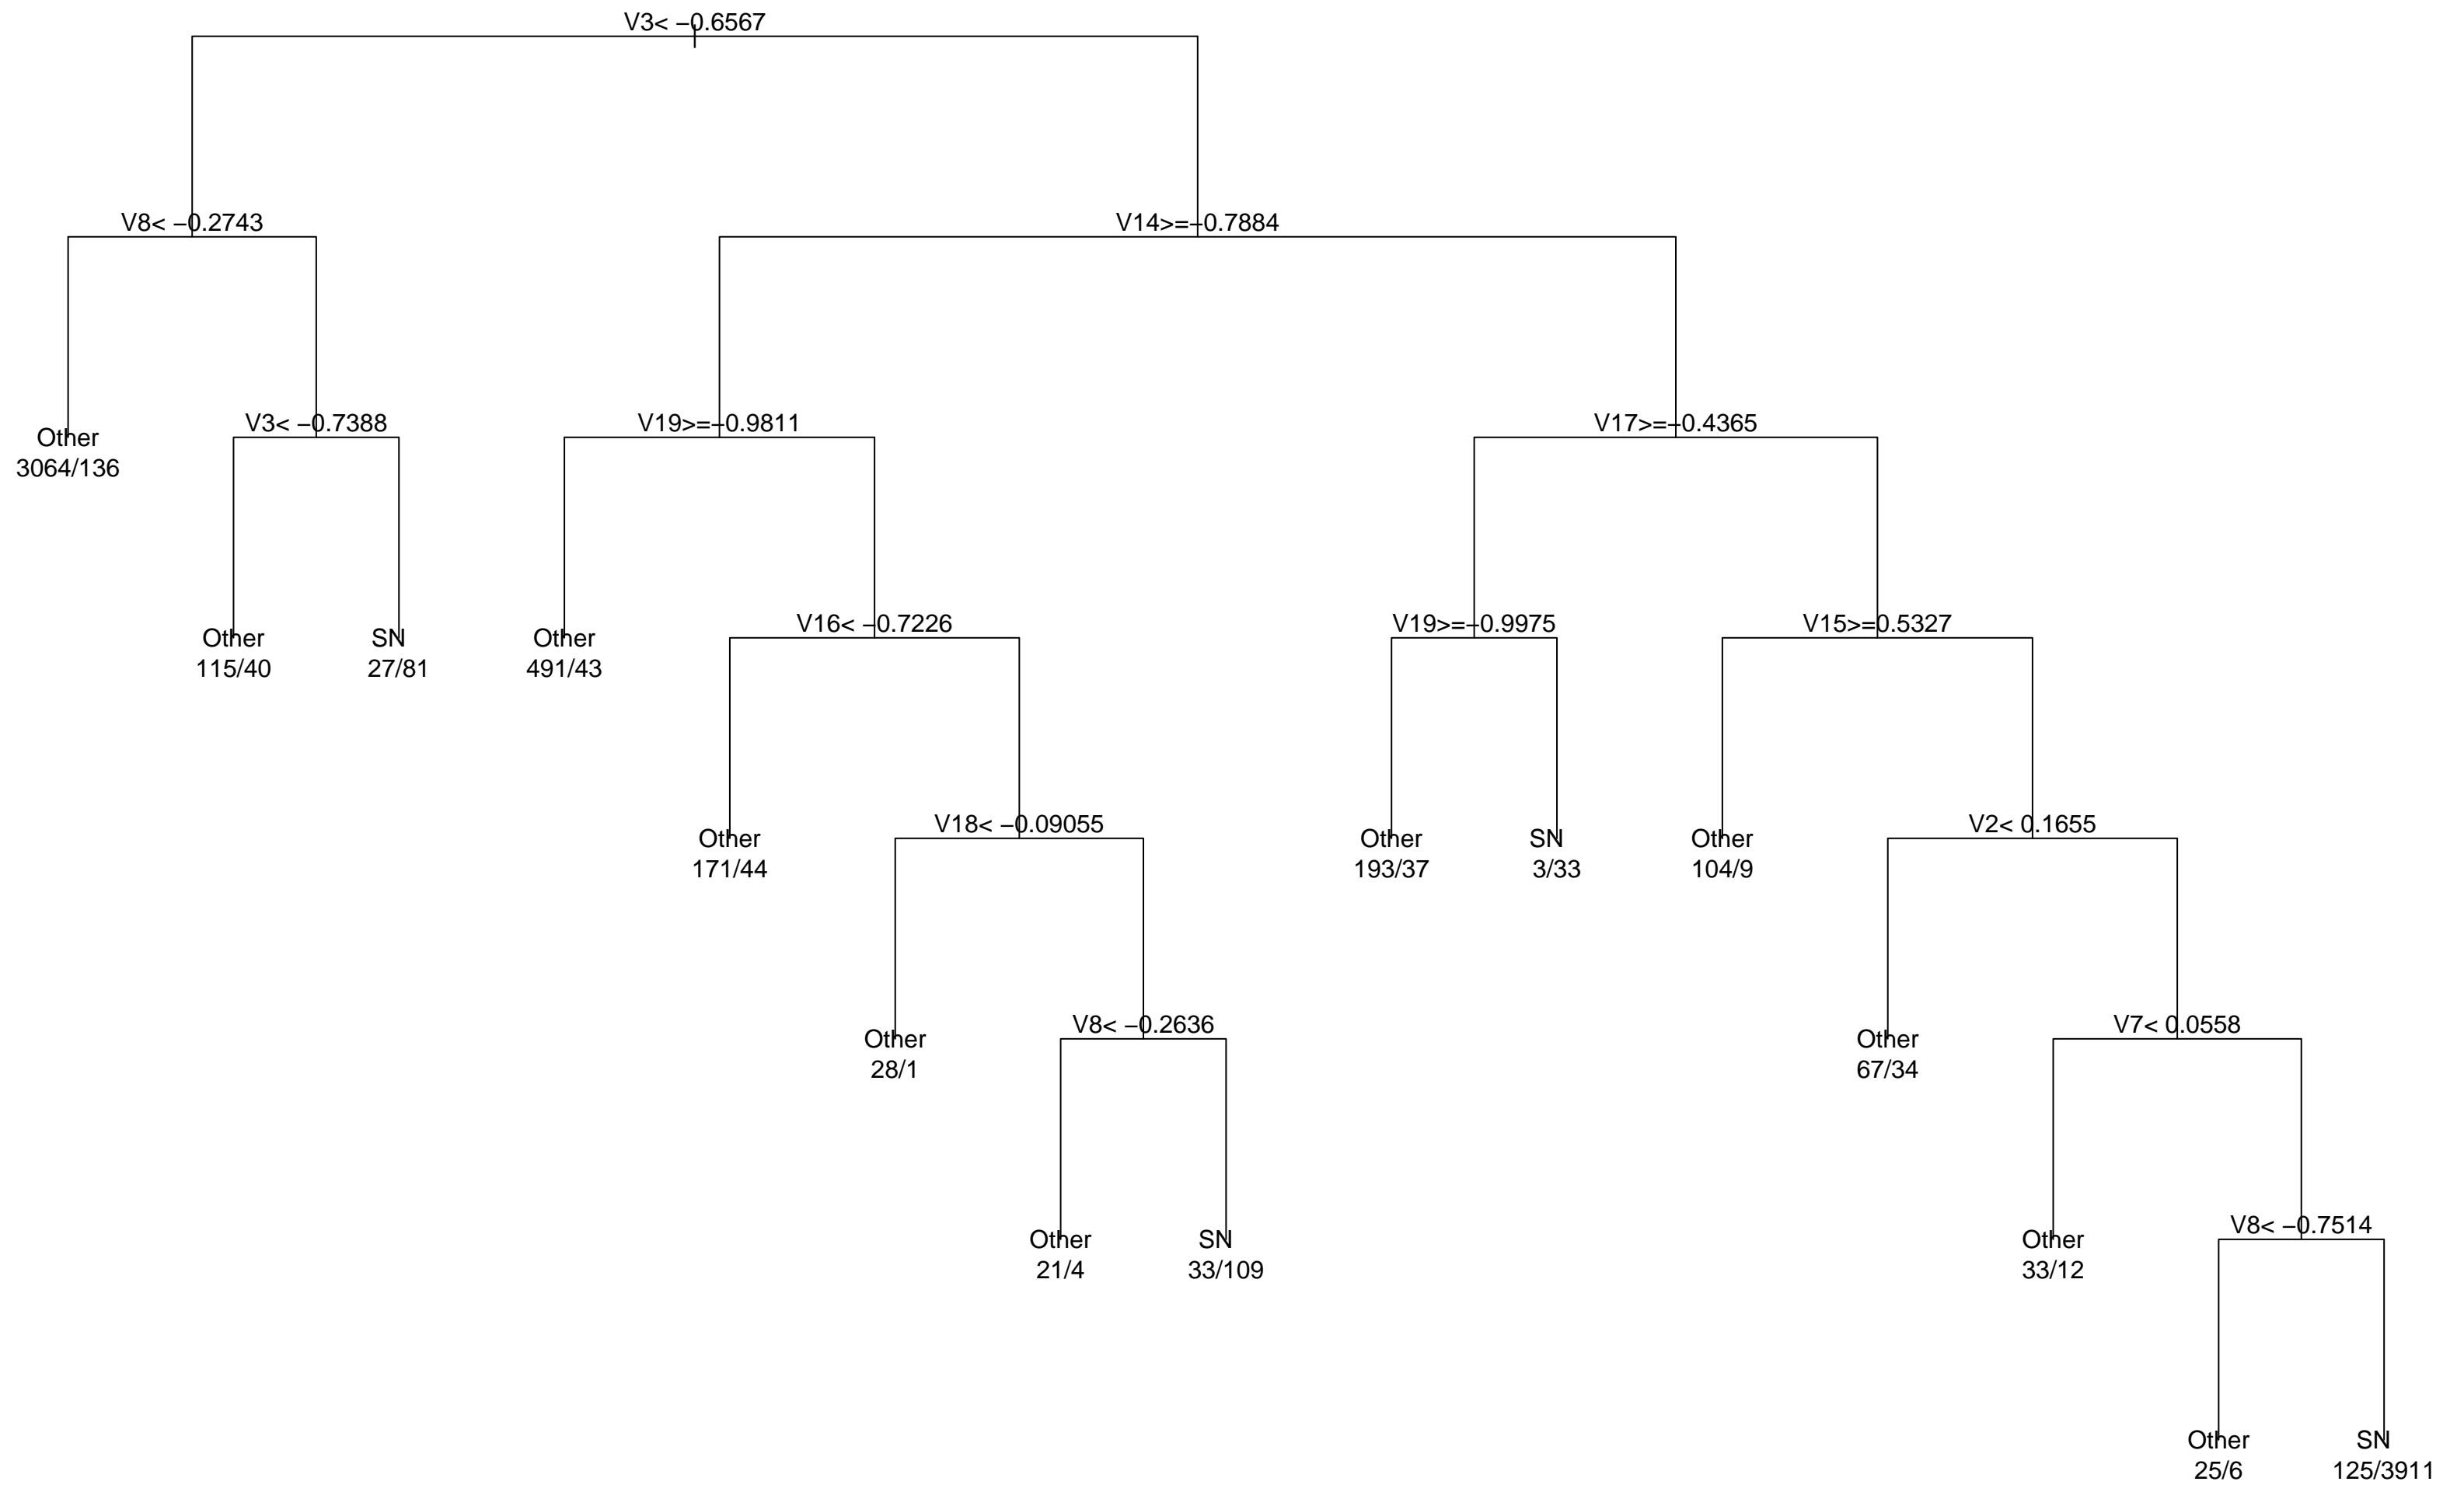 V3< −0.6567
V8< −0.2743
V14>=−0.7884
Other
3064/136
V3< −0.7388
V19>=−0.9811
V17>=−0.4365
Other
115/40
SN
27/81
Other
491/43
V16< −0.7226
V19>=−0.9975
V15>=0.5327
Other
171/44
V18< −0.09055
Other
193/37
SN
3/33
Other
104/9
V2< 0.1655
Other
28/1
V8< −0.2636
Other
67/34
V7< 0.0558
Other
21/4
SN
33/109
Other
33/12
V8< −0.7514
Other
25/6
SN
125/3911